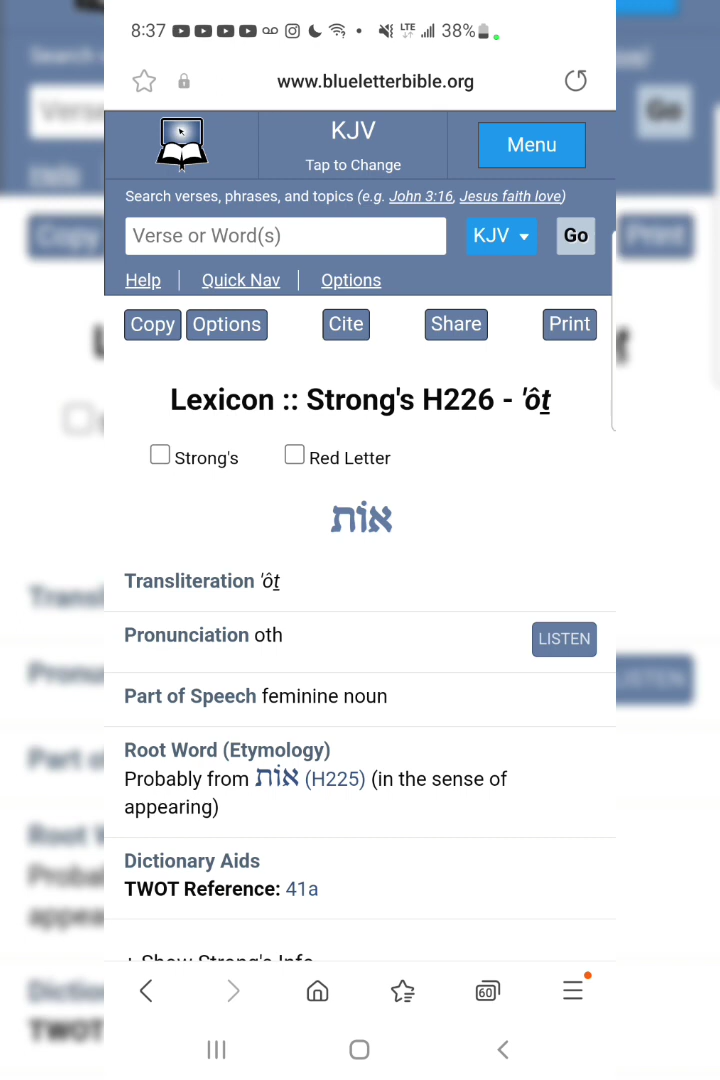 8:37 LTE 38%
www.blueletterbible.org
KJV
Tap to Change
Menu
Search verses, phrases, and topics (e.g. John 3:16, Jesus faith love)
Verse or Word(s)
KJV
Go
Help
Quick Nav
Options
Copy
Options
Cite
Share
Print
Lexicon :: Strong's H226 - 'ôṯ
Strong's
Red Letter
אוֹת
Transliteration 'ôṯ
Pronunciation oth
LISTEN
Part of Speech feminine noun
Root Word (Etymology)
Probably from אוֹת (H225) (in the sense of
appearing)
Dictionary Aids
TWOT Reference: 41a
60